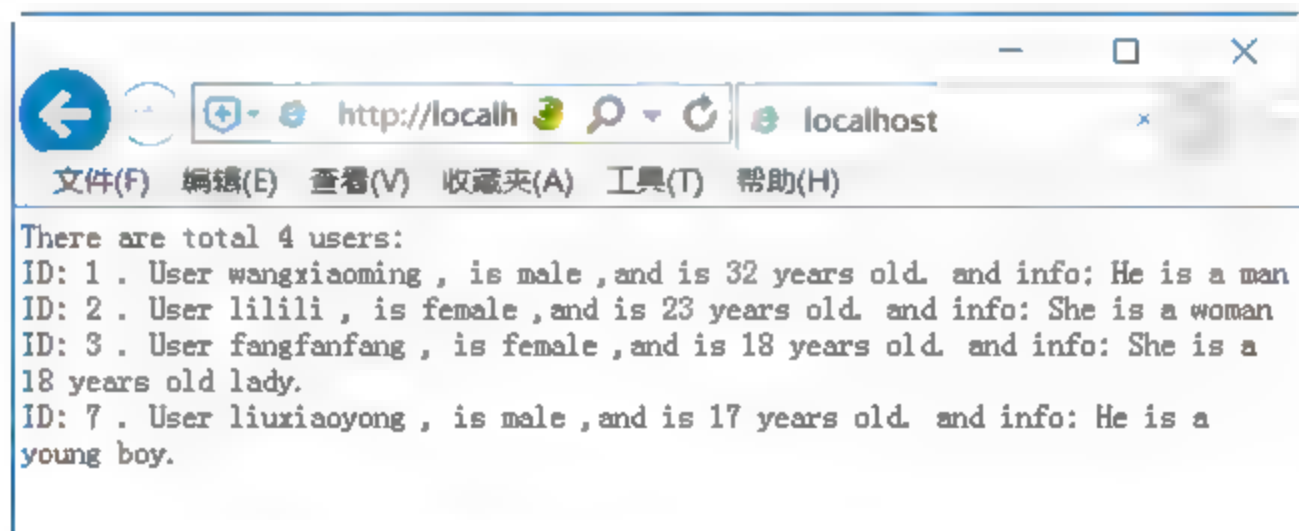 http://localh
localhost
文件(F) 编辑(E) 查看(V) 收藏夹(A) 工具(T) 帮助(H)
There are total 4 users:
ID: 1 . User wangxiaoming , is male ,and is 32 years old. and info: He is a man
ID: 2 . User lilili , is female ,and is 23 years old. and info: She is a woman
ID: 3 . User fangfanfang , is female ,and is 18 years old. and info: She is a
18 years old lady.
ID: 7 . User liuxiaoyong , is male ,and is 17 years old. and info: He is a
young boy.